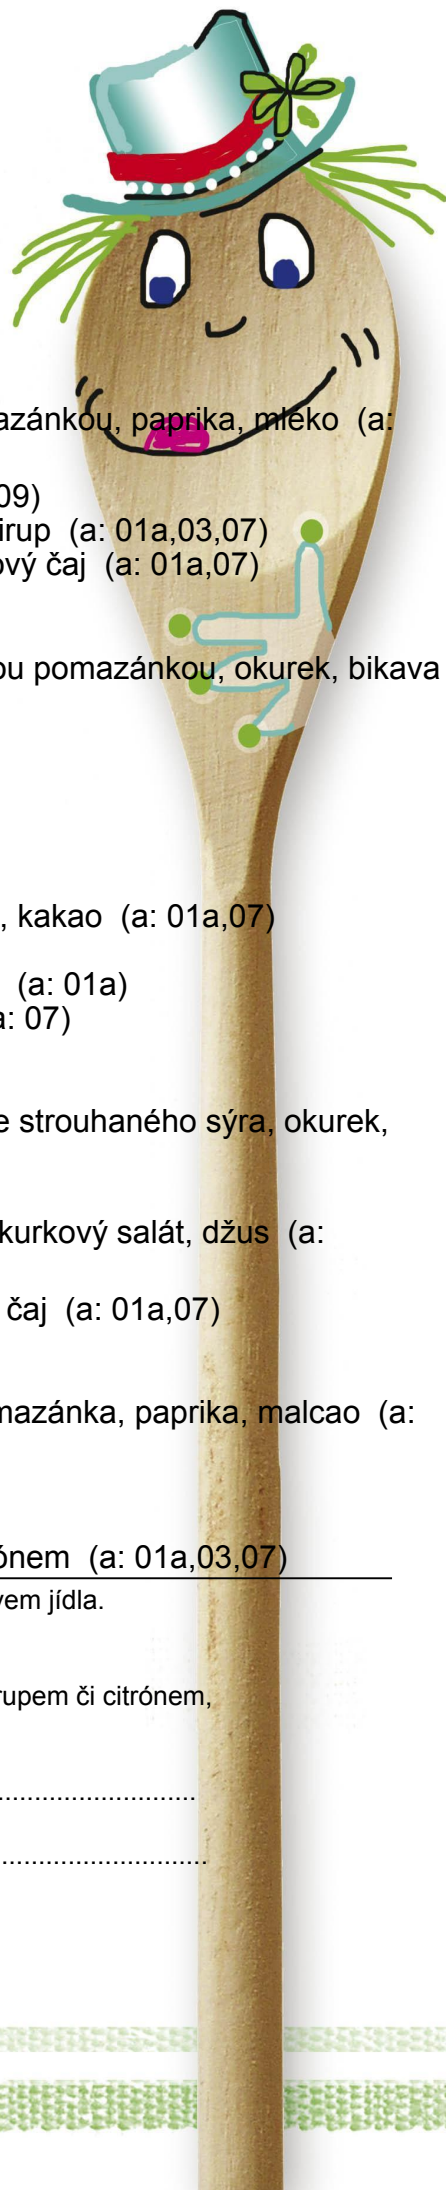 azánkou, paprika, mléko (a:
09)
irup (a: 01a,03,07)
ový čaj (a: 01a,07)
ou pomazánkou, okurek, bikava
, kakao (a: 01a,07)
(a: 01a)
a: 07)
e strouhaného sýra, okurek,
kurkový salát, džus (a:
čaj (a: 01a,07)
mazánka, paprika, malcao (a:
ónem (a: 01a,03,07)
vem jídla.
rupem či citrónem,